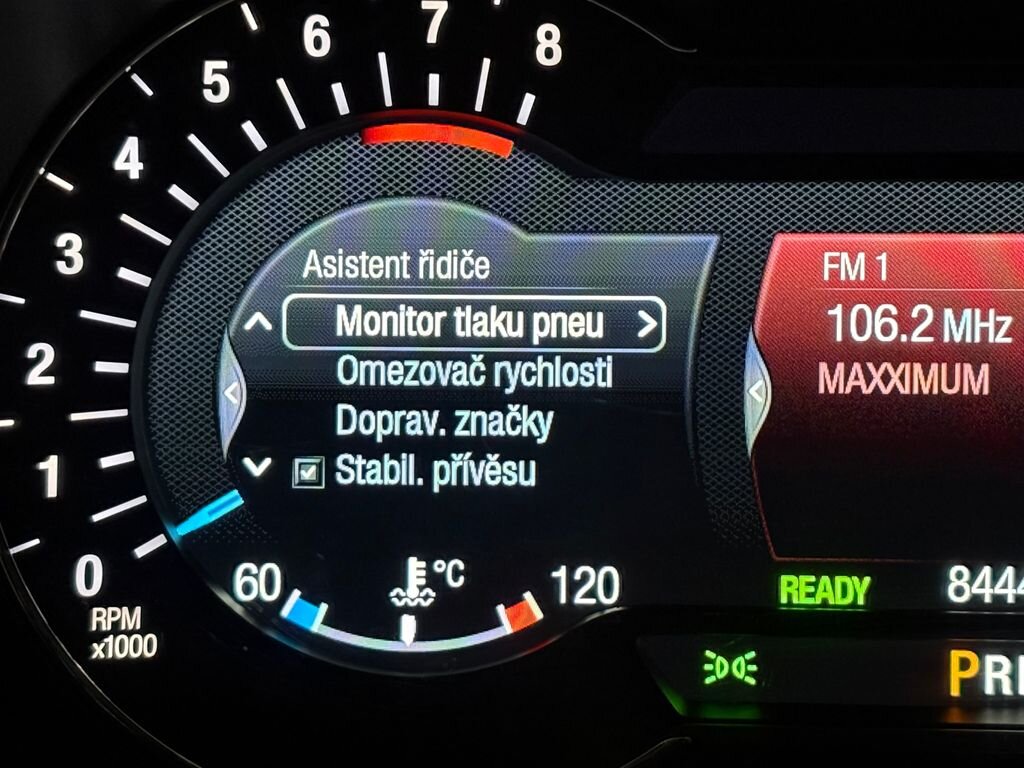 0
1
2
3
4
5
6
7
8
RPM
x1000
Asistent řidiče
Monitor tlaku pneu
Omezovač rychlosti
Doprav. značky
Stabil. přívěsu
60
°C
120
FM 1
106.2 MHz
MAXXIMUM
READY
PR